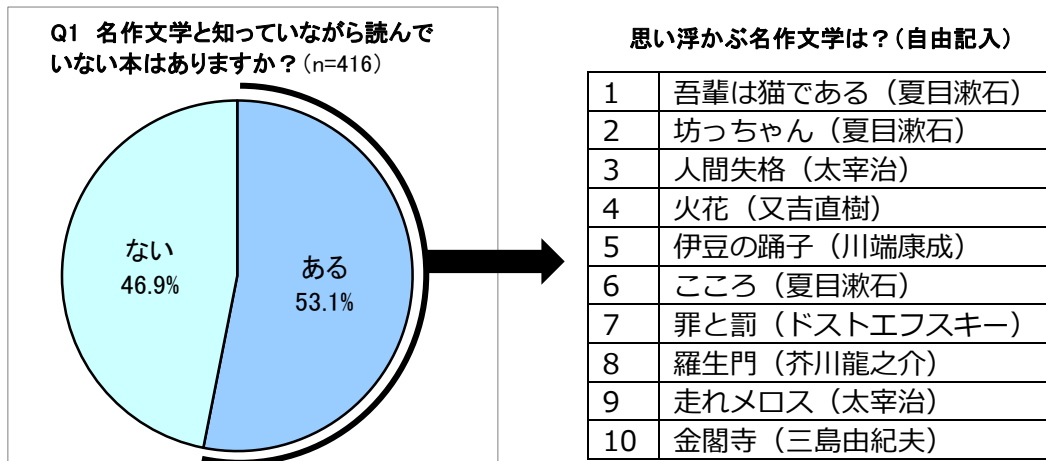 Q1 名作文学と知っていながら読んで
いない本はありますか？(n=416)
ない
46.9%
ある
53.1%
思い浮かぶ名作文学は？(自由記入)
1 吾輩は猫である（夏目漱石）
2 坊っちゃん（夏目漱石）
3 人間失格（太宰治）
4 火花（又吉直樹）
5 伊豆の踊子（川端康成）
6 こころ（夏目漱石）
7 罪と罰（ドストエフスキー）
8 羅生門（芥川龍之介）
9 走れメロス（太宰治）
10 金閣寺（三島由紀夫）